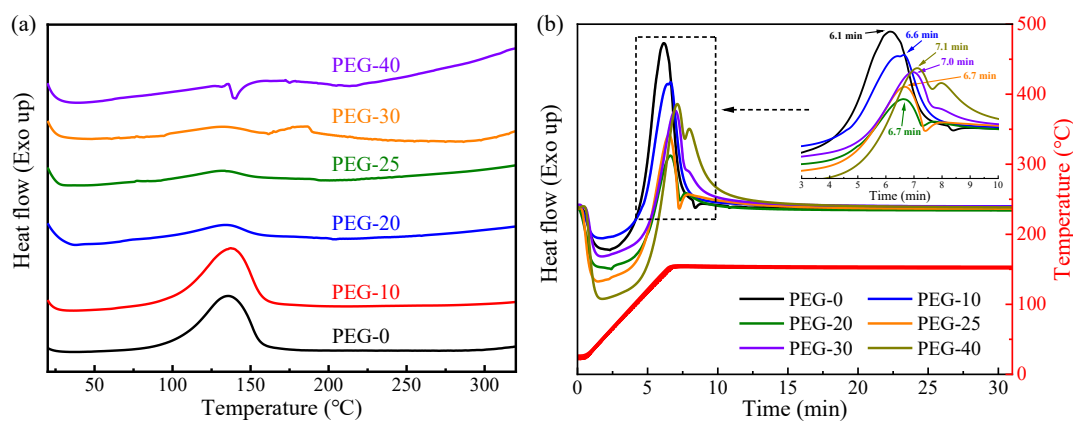 (a)
Heat flow (Exo up)
PEG-40
PEG-30
PEG-25
PEG-20
PEG-10
PEG-0
50 100 150 200 250 300
Temperature (℃)
(b)
Heat flow (Exo up)
6.1 min
6.6 min
7.1 min
7.0 min
6.7 min
6.7 min
3 4 5 6 7 8 9 10
Time (min)
PEG-0 PEG-10
PEG-20 PEG-25
PEG-30 PEG-40
0 5 10 15 20 25 30
Time (min)
500
400
300
200
100
0
Temperature (℃)